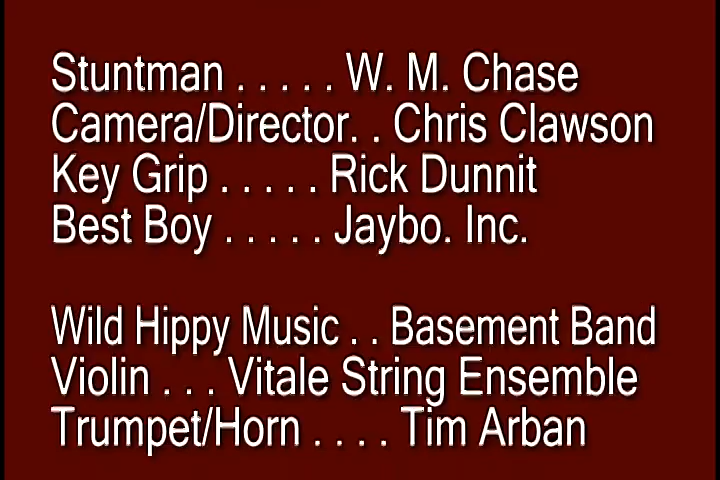 Stuntman . . . . . W. M. Chase
Camera/Director. . Chris Clawson
Key Grip . . . . . Rick Dunnit
Best Boy . . . . . Jaybo. Inc.
Wild Hippy Music . . Basement Band
Violin . . . Vitale String Ensemble
Trumpet/Horn . . . . Tim Arban